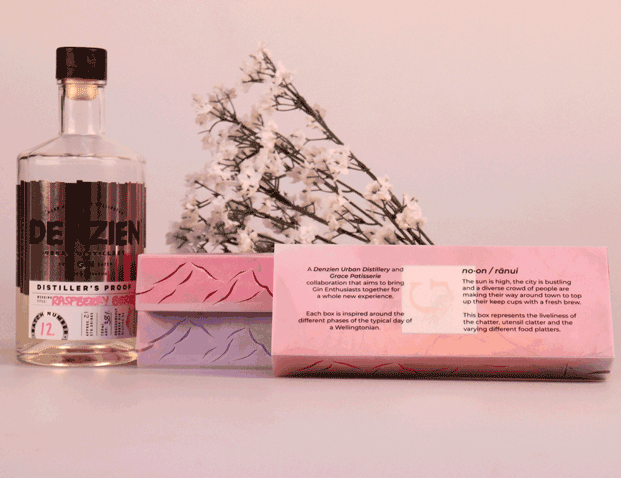 DENZIEN
DISTILLER'S PROOF
RASPBERRY
BATCH NUMBER
12.
A Denzien Urban Distillery and
Grace Patisserie
collaboration that aims to bring
Gin Enthusiasts together for
a whole new experience.
Each box is inspired around the
different phases of the typical day of
a Wellingtonian.
no·on / rānui
The sun is high, the city is bustling
and a diverse crowd of people are
making their way around town to top
up their keep cups with a fresh brew.
This box represents the liveliness of
the chatter, utensil clatter and the
varying different food platters.